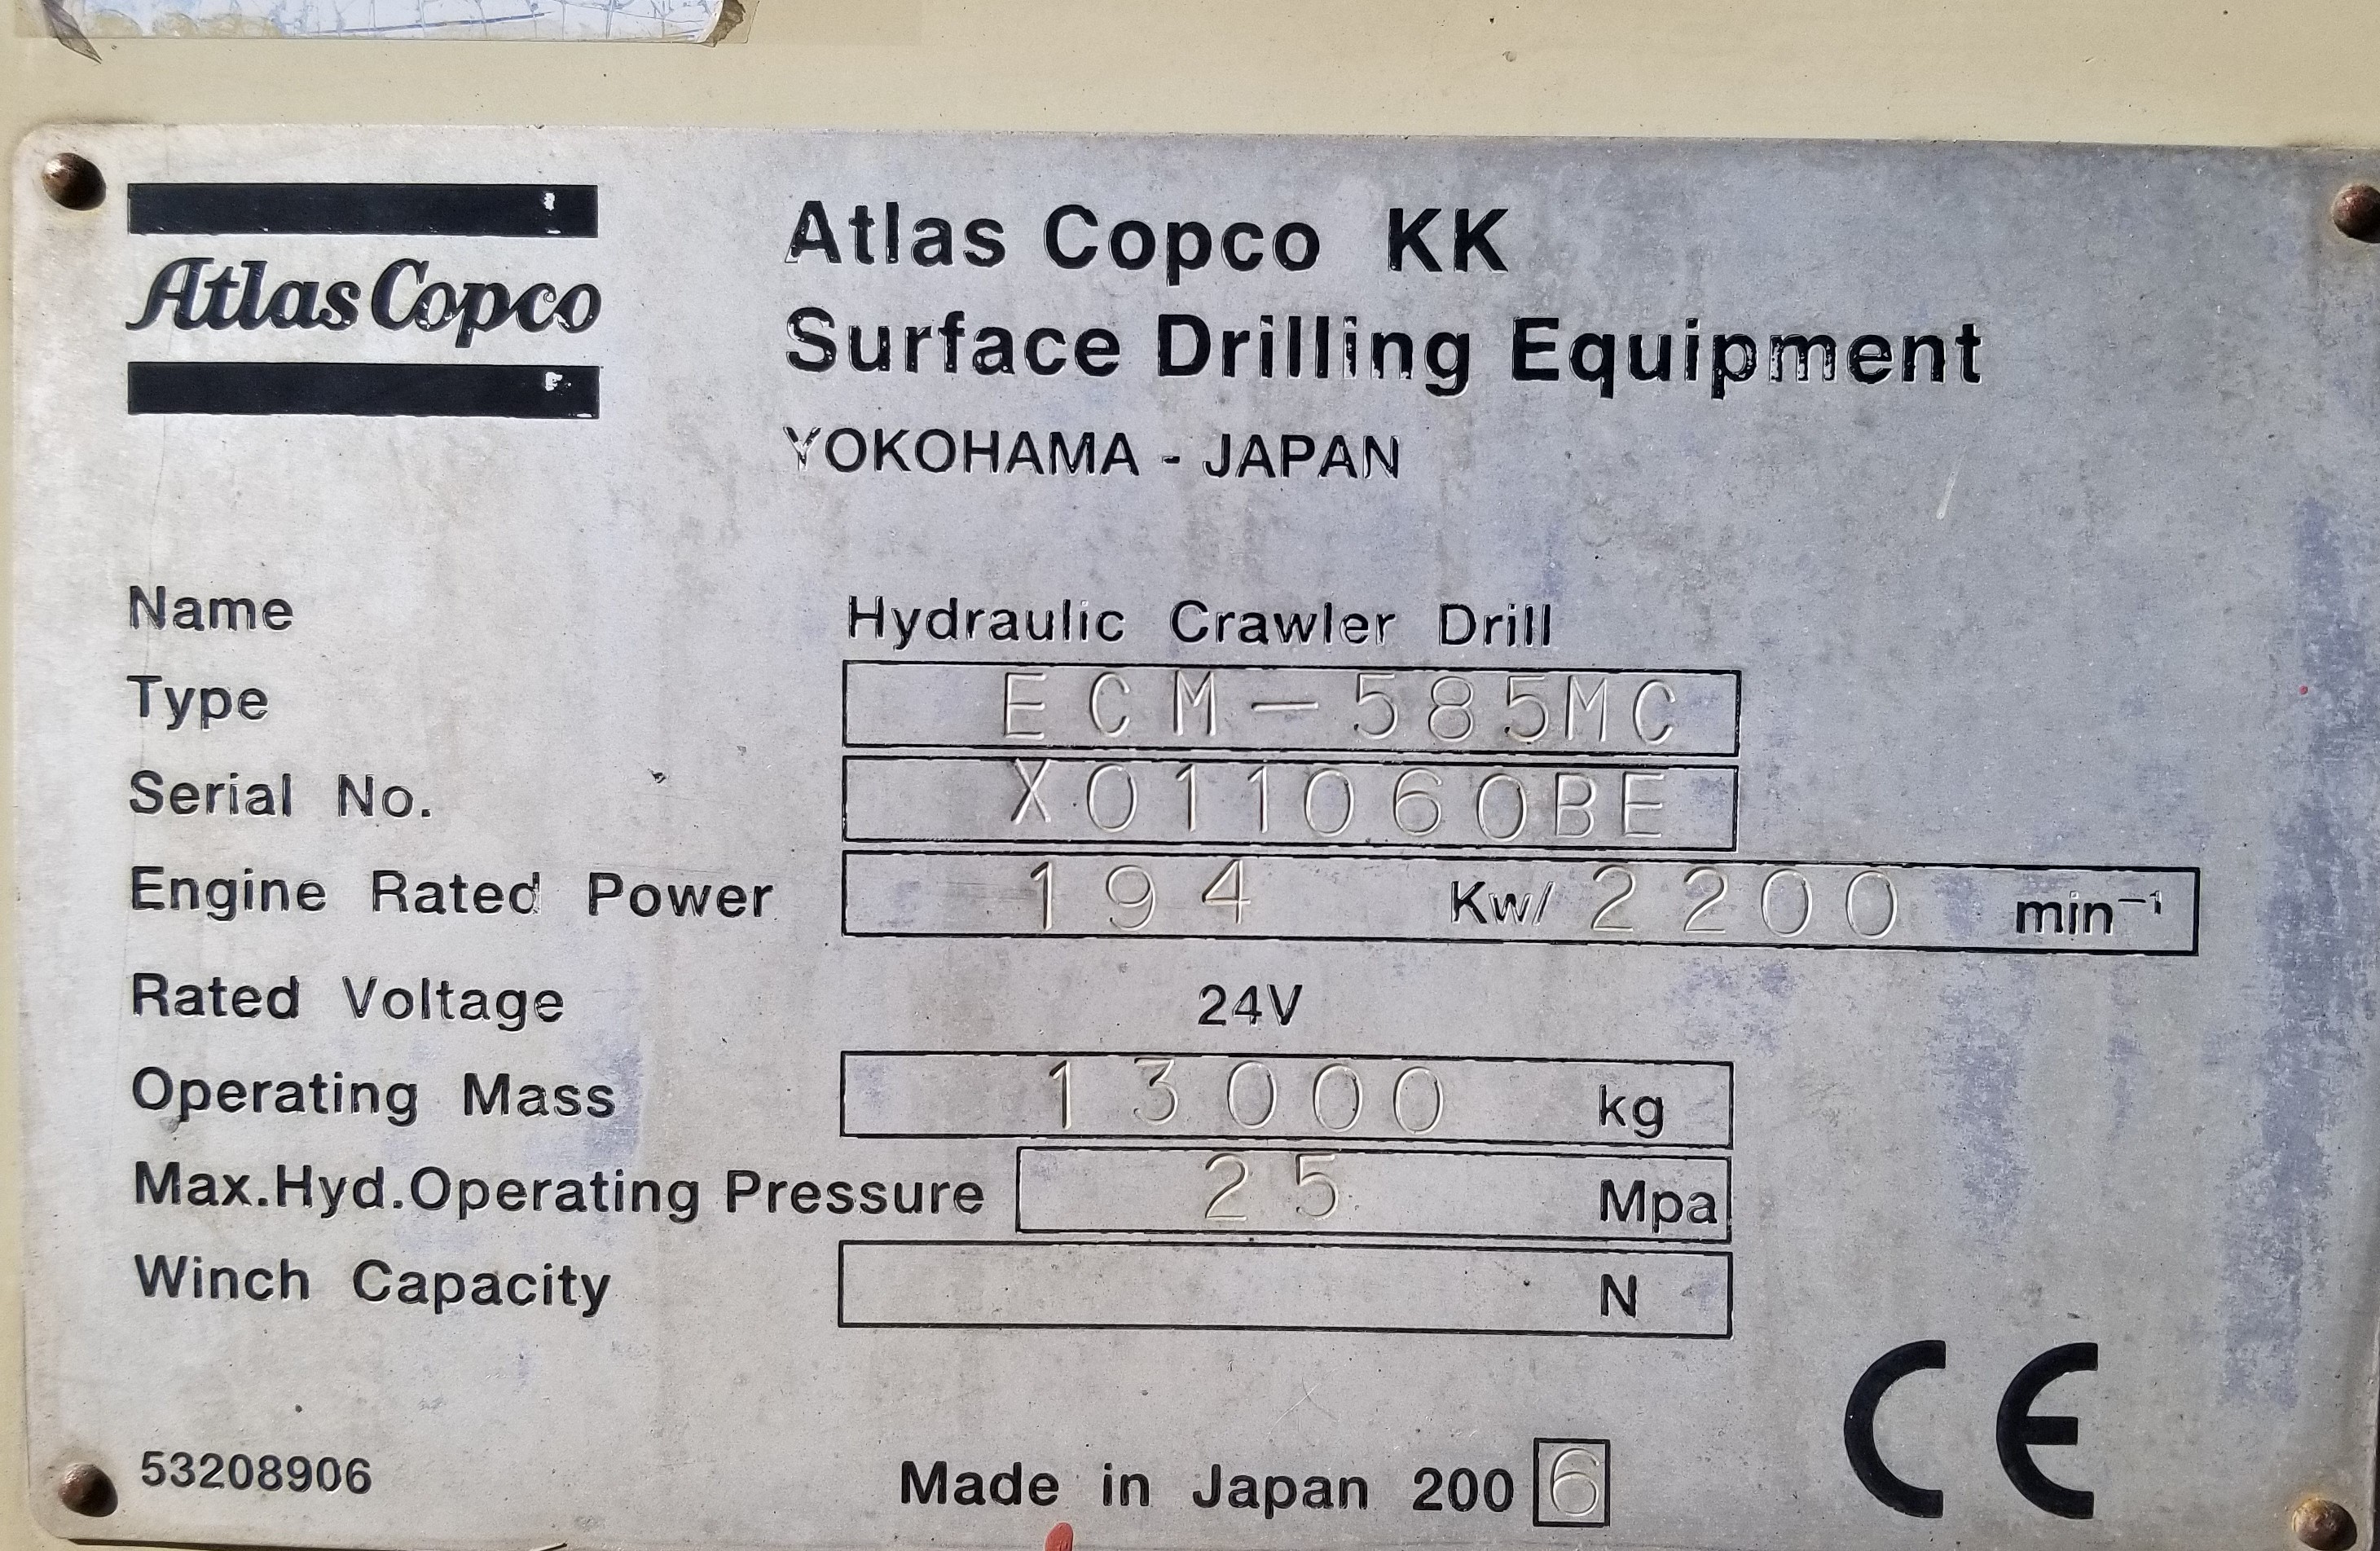 Atlas Copco
Atlas Copco KK
Surface Drilling Equipment
YOKOHAMA - JAPAN
Name Hydraulic Crawler Drill
Type ECM-585MC
Serial No. X011060BE
Engine Rated Power 194 Kw/ 2200 min⁻¹
Rated Voltage 24V
Operating Mass 13000 kg
Max.Hyd.Operating Pressure 25 Mpa
Winch Capacity N
53208906
Made in Japan 2006
CE